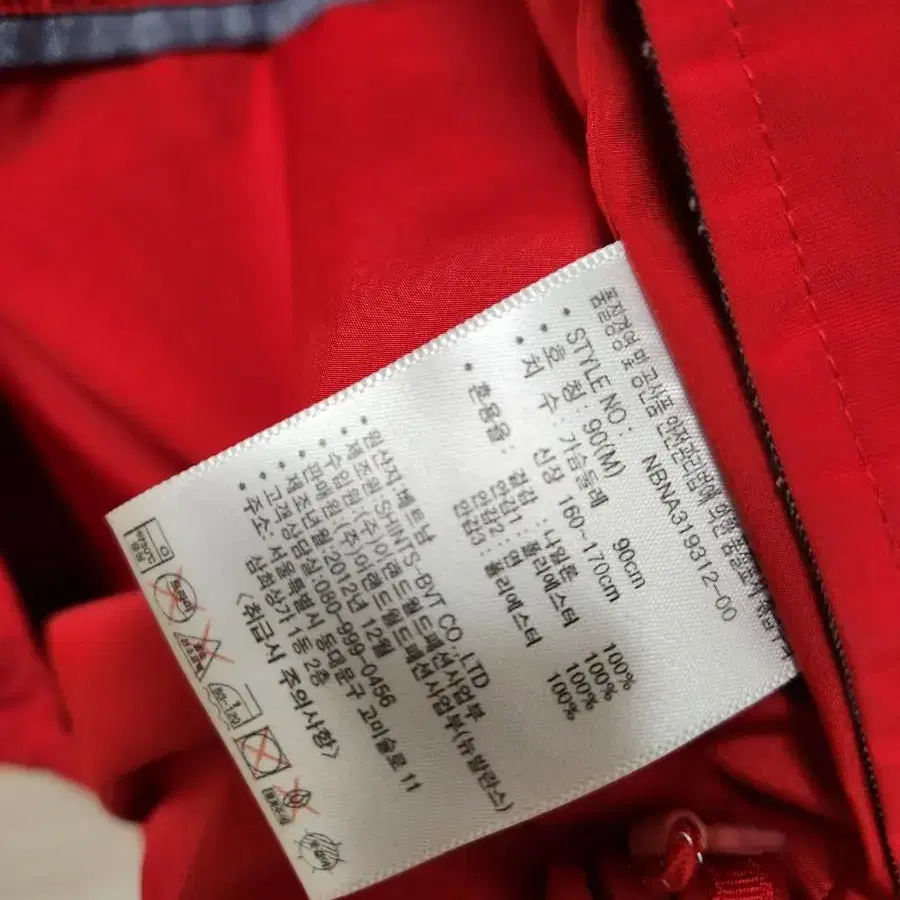 품질경영 및 공산품 안전관리법에 의한 품질표시
• STYLE NO : NBNA319312-00
• 호 칭 : 90(M)
• 치 수 : 가슴둘레 90cm
신장 160~170cm
• 혼용율 : 겉감 : 나일론 100%
안감1 : 폴리에스터 100%
안감2 : 면 100%
안감3 : 폴리에스터 100%
• 원산지:베트남
• 제조원:SHINTS-BVT CO.,LTD
• 수입원:(주)이랜드월드패션사업부
• 판매원:(주)이랜드월드패션사업부(뉴발란스)
• 제조년월:2012년 12월
• 고객상담실:080-999-0456
• 주소: 서울특별시 동대문구 고미술로 11
삼희상가 1동 2층
<취급시 주의사항>
80~120